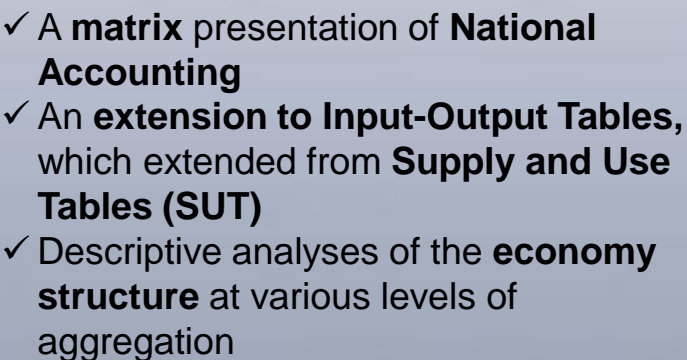 ✓ A matrix presentation of National
Accounting
✓ An extension to Input-Output Tables,
which extended from Supply and Use
Tables (SUT)
✓ Descriptive analyses of the economy
structure at various levels of
aggregation